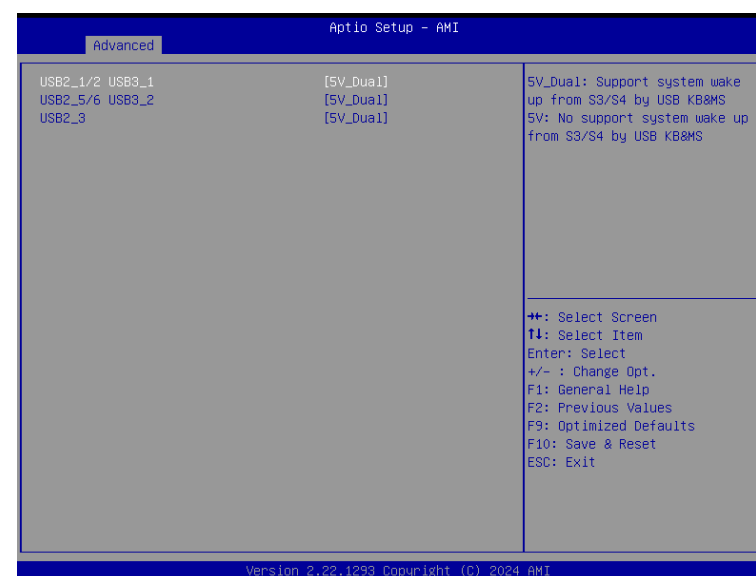 Aptio Setup – AMI
Advanced
USB2_1/2 USB3_1 [5V_Dual]
USB2_5/6 USB3_2 [5V_Dual]
USB2_3 [5V_Dual]
5V_Dual: Support system wake
up from S3/S4 by USB KB&MS
5V: No support system wake up
from S3/S4 by USB KB&MS
→←: Select Screen
↑↓: Select Item
Enter: Select
+/- : Change Opt.
F1: General Help
F2: Previous Values
F9: Optimized Defaults
F10: Save & Reset
ESC: Exit
Version 2.22.1293 Copyright (C) 2024 AMI